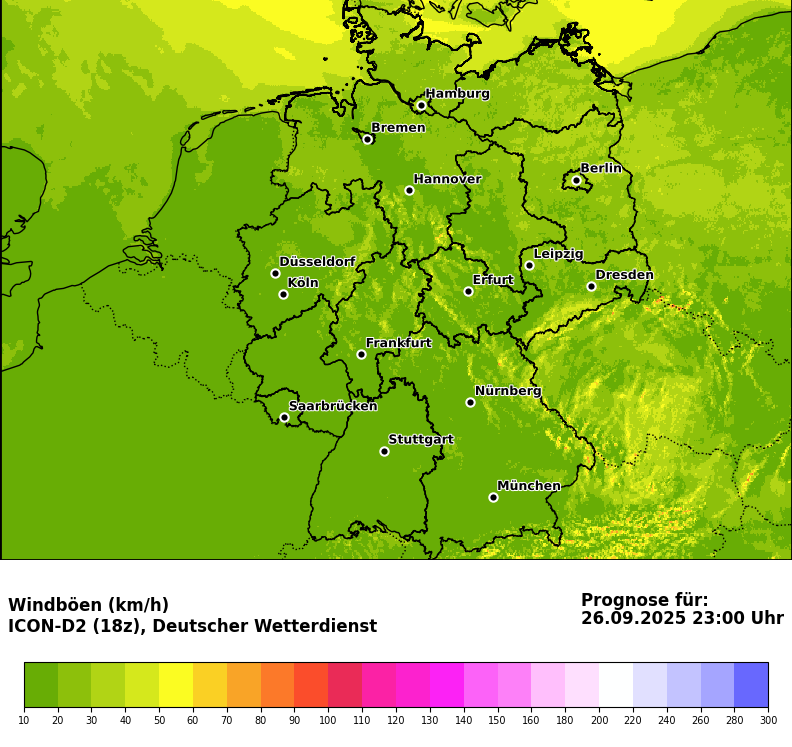 Hamburg
Bremen
Berlin
Hannover
Leipzig
Düsseldorf
Dresden
Köln
Erfurt
Frankfurt
Nürnberg
Saarbrücken
Stuttgart
München
Windböen (km/h)
ICON-D2 (18z), Deutscher Wetterdienst
Prognose für:
26.09.2025 23:00 Uhr
10 20 30 40 50 60 70 80 90 100 110 120 130 140 150 160 180 200 220 240 260 280 300